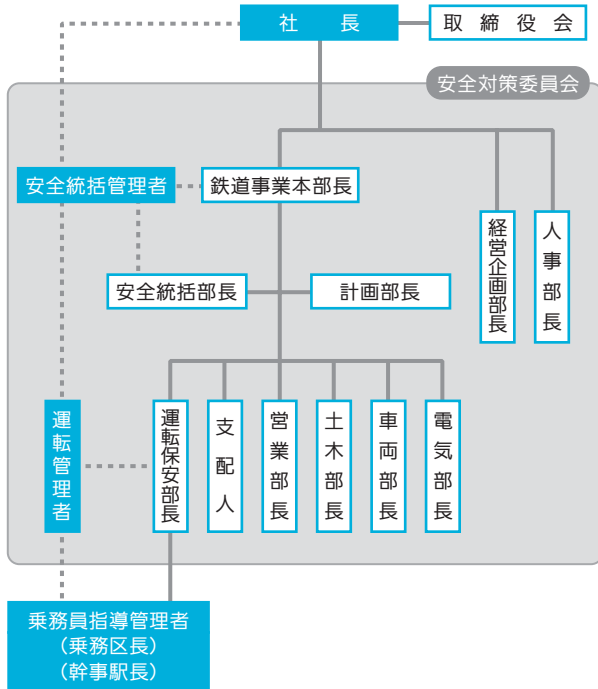 社長
取締役会
安全対策委員会
安全統括管理者
鉄道事業本部長
経営企画部長
人事部長
安全統括部長
計画部長
運転管理者
運転保安部長
支配人
営業部長
土木部長
車両部長
電気部長
乗務員指導管理者
（乗務区長）
（幹事駅長）